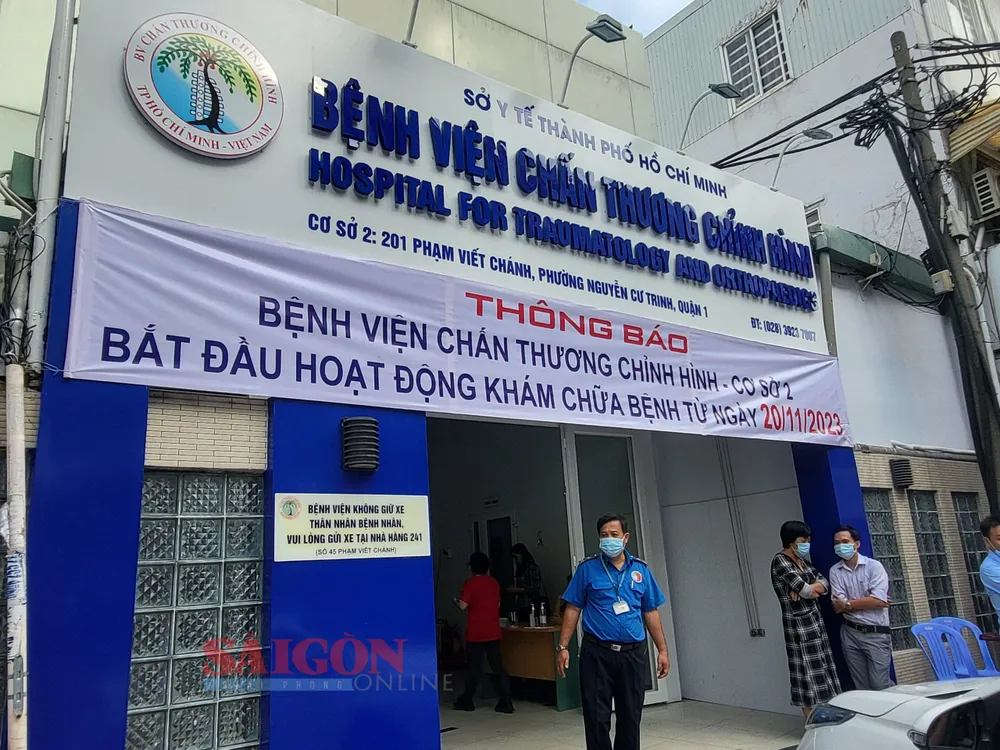 BV CHẤN THƯƠNG CHỈNH HÌNH
TP HỒ CHÍ MINH - VIỆT NAM
SỞ Y TẾ THÀNH PHỐ HỒ CHÍ MINH
BỆNH VIỆN CHẤN THƯƠNG CHỈNH HÌNH
HOSPITAL FOR TRAUMATOLOGY AND ORTHOPAEDICS
CƠ SỞ 2: 201 PHẠM VIẾT CHÁNH, PHƯỜNG NGUYỄN CƯ TRINH, QUẬN 1
ĐT: (028) 3923 7007
THÔNG BÁO
BỆNH VIỆN CHẤN THƯƠNG CHỈNH HÌNH - CƠ SỞ 2
BẮT ĐẦU HOẠT ĐỘNG KHÁM CHỮA BỆNH TỪ NGÀY 20/11/2023
BỆNH VIỆN KHÔNG GIỮ XE
THÂN NHÂN BỆNH NHÂN,
VUI LÒNG GỬI XE TẠI NHÀ HÀNG 241
(SỐ 45 PHẠM VIẾT CHÁNH)
SÀI GÒN
GIẢI PHÓNG ONLINE